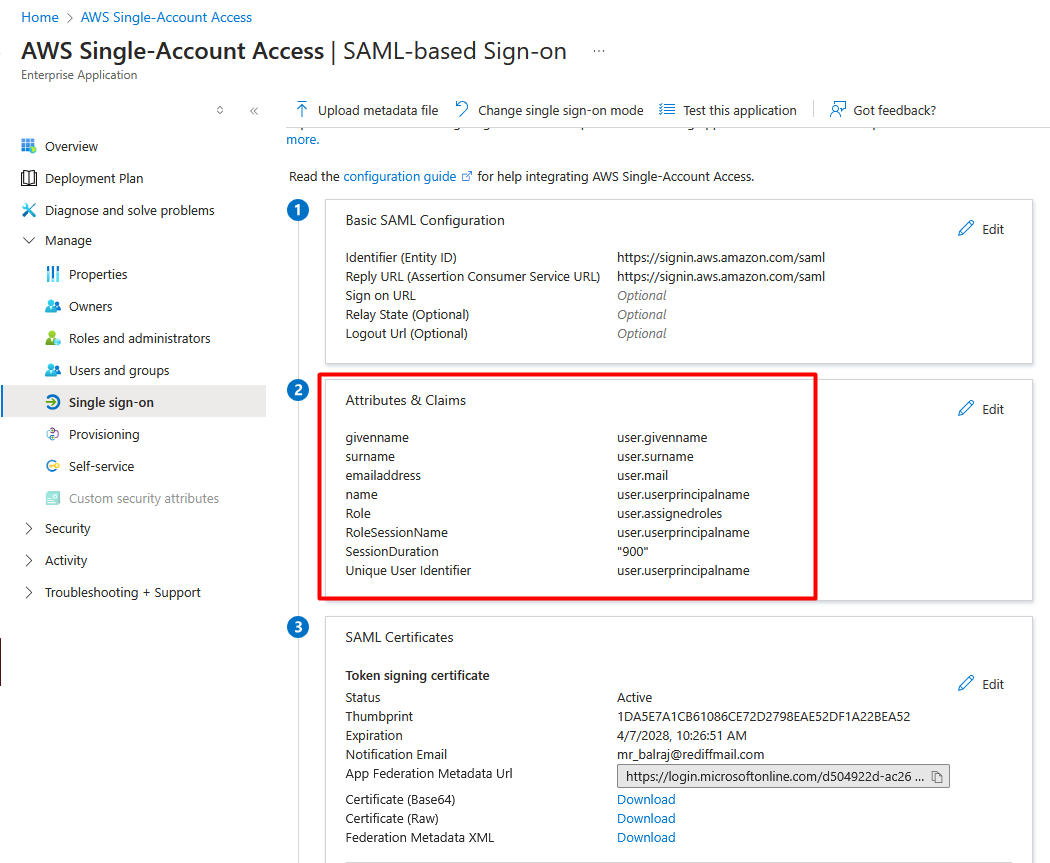 Home > AWS Single-Account Access
AWS Single-Account Access | SAML-based Sign-on ...
Enterprise Application
Upload metadata file Change single sign-on mode Test this application Got feedback?
more.
Overview
Deployment Plan
Diagnose and solve problems
Manage
Properties
Owners
Roles and administrators
Users and groups
Single sign-on
Provisioning
Self-service
Custom security attributes
Security
Activity
Troubleshooting + Support
Read the configuration guide for help integrating AWS Single-Account Access.
1
Basic SAML Configuration
Edit
Identifier (Entity ID) https://signin.aws.amazon.com/saml
Reply URL (Assertion Consumer Service URL) https://signin.aws.amazon.com/saml
Sign on URL Optional
Relay State (Optional) Optional
Logout Url (Optional) Optional
2
Attributes & Claims
Edit
givenname user.givenname
surname user.surname
emailaddress user.mail
name user.userprincipalname
Role user.assignedroles
RoleSessionName user.userprincipalname
SessionDuration "900"
Unique User Identifier user.userprincipalname
3
SAML Certificates
Token signing certificate
Edit
Status Active
Thumbprint 1DA5E7A1CB61086CE72D2798EAE52DF1A22BEA52
Expiration 4/7/2028, 10:26:51 AM
Notification Email mr_balraj@rediffmail.com
App Federation Metadata Url https://login.microsoftonline.com/d504922d-ac26 ...
Certificate (Base64) Download
Certificate (Raw) Download
Federation Metadata XML Download